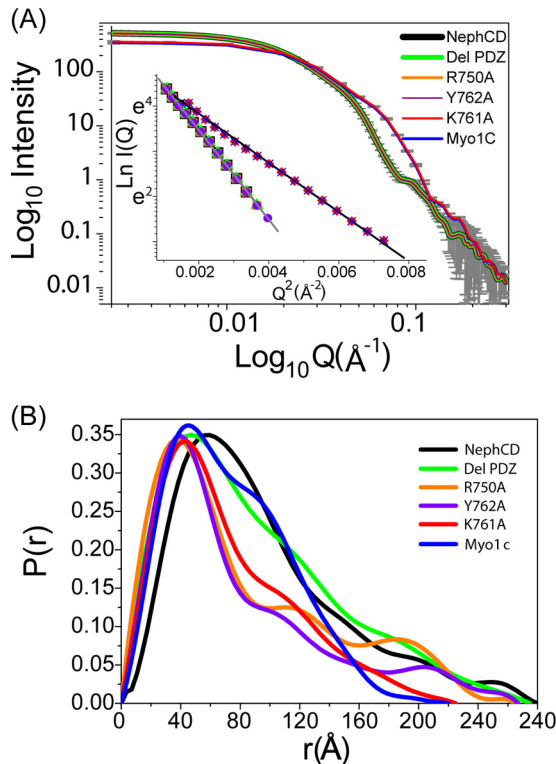 (A)
NephCD
Del PDZ
R750A
Y762A
K761A
Myo1C
Log10 Intensity
100
10
1
0.1
0.01
Ln I(Q)
e4
e2
0.002 0.004 0.006 0.008
Q2(Å-2)
0.01 0.1
Log10Q(Å-1)
(B)
NephCD
Del PDZ
R750A
Y762A
K761A
Myo1c
P(r)
0.35
0.30
0.25
0.20
0.15
0.10
0.05
0.00
0 40 80 120 160 200 240
r(Å)